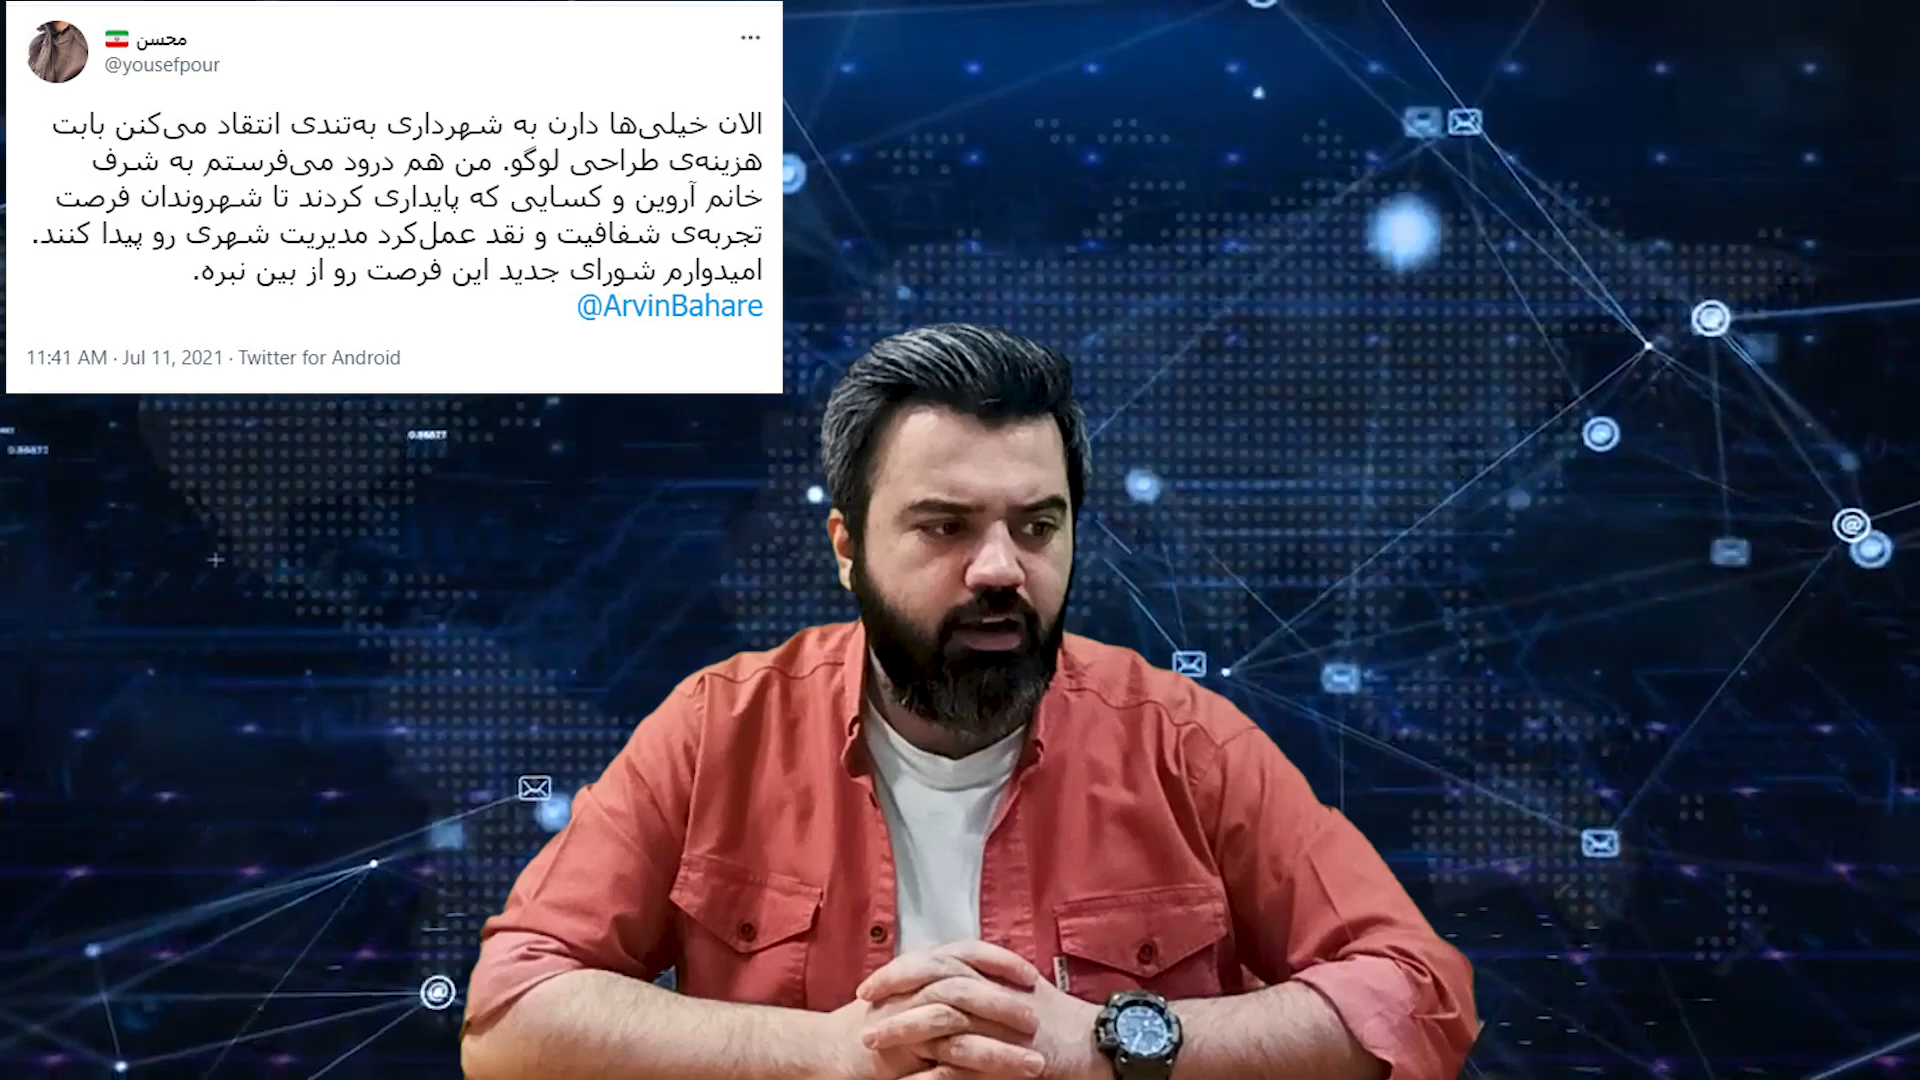 محسن 🇮🇷
@yousefpour
الان خیلی‌ها دارن به شهرداری به‌تندی انتقاد می‌کنن بابت
هزینه‌ی طراحی لوگو. من هم درود می‌فرستم به شرف
خانم آروین و کسایی که پایداری کردند تا شهروندان فرصت
تجربه‌ی شفافیت و نقد عمل‌کرد مدیریت شهری رو پیدا کنند.
امیدوارم شورای جدید این فرصت رو از بین نبره.
@ArvinBahare
11:41 AM · Jul 11, 2021 · Twitter for Android